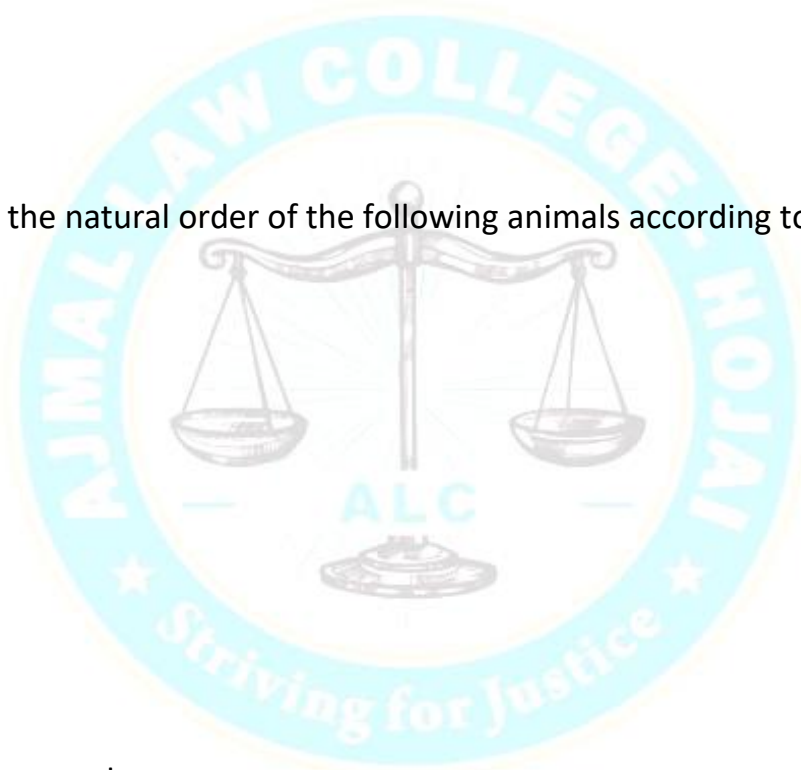 AJMAL LAW COLLEGE, HOJAI
the natural order of the following animals according to
ALC
Striving for Justice